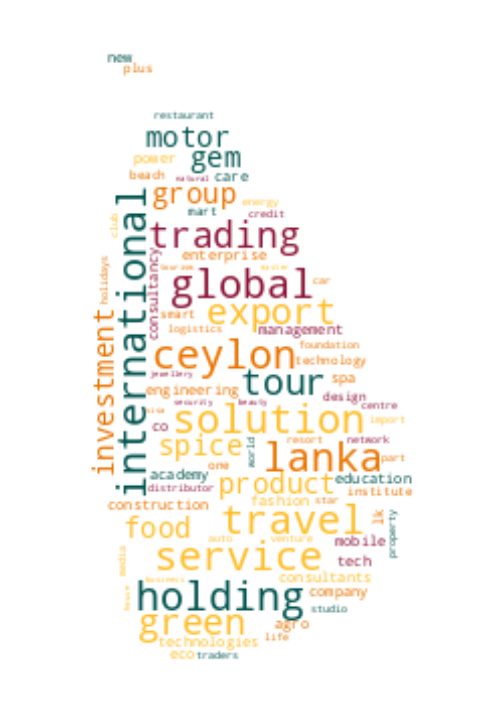 new
plus
restaurant
motor
power gem
beach natural care
group energy
mart credit
club
international
trading
consultancy
enterprise
tourism master
holidays
global car
smart export
logistics management
investment
foundation
ceylon technology
jewellery tour spa
engineering design
security beauty centre
solution import
co
spice world resort network
one lanka part
academy education
distributor product institute
construction fashion star
food travel lk
property
auto venture mobile
media
service tech
business consultants
house
holding company
studio
green agro
technologies life
eco traders